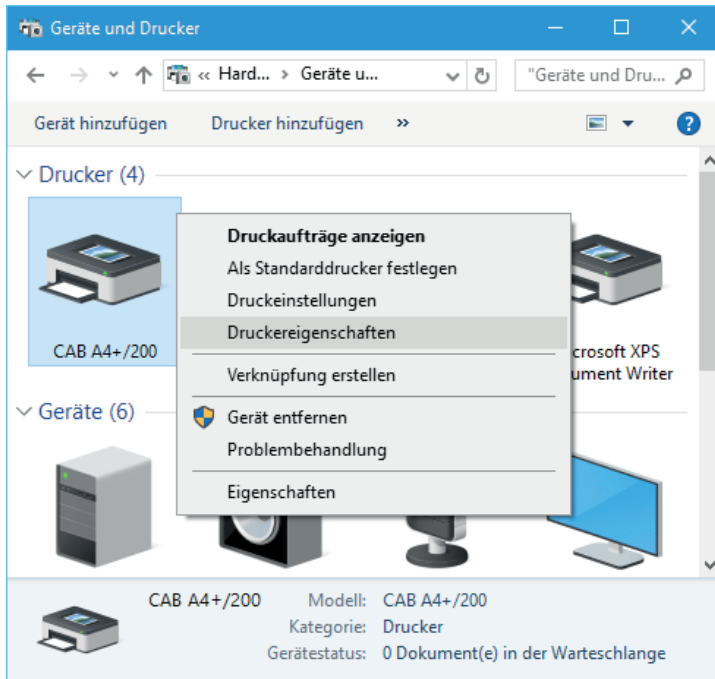 Geräte und Drucker
« Hard... > Geräte u...
"Geräte und Dru...
Gerät hinzufügen Drucker hinzufügen »
?
Drucker (4)
Druckaufträge anzeigen
Als Standarddrucker festlegen
Druckeinstellungen
Druckereigenschaften
Verknüpfung erstellen
Gerät entfernen
Problembehandlung
Eigenschaften
CAB A4+/200
crosoft XPS
ument Writer
Geräte (6)
CAB A4+/200 Modell: CAB A4+/200
Kategorie: Drucker
Gerätestatus: 0 Dokument(e) in der Warteschlange